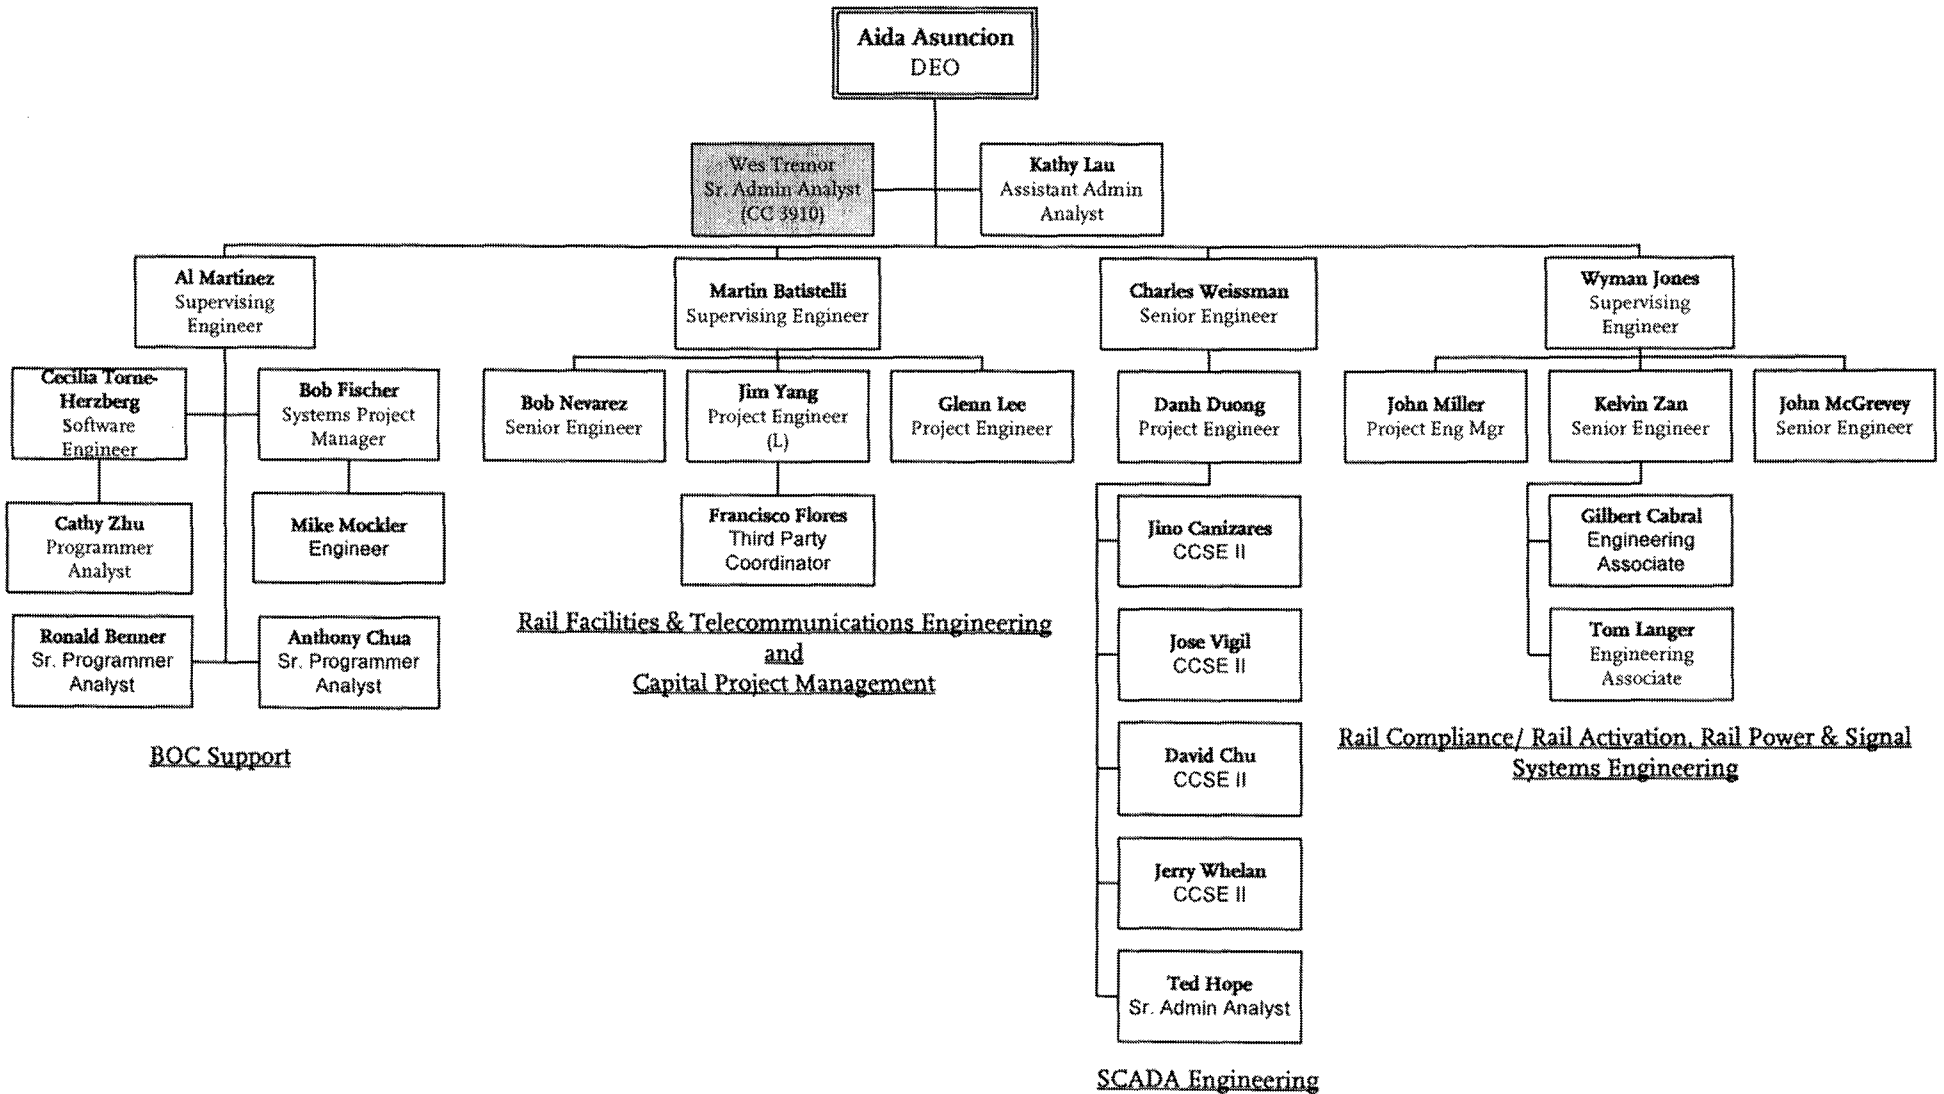 Aida Asuncion
DEO
Wes Tremor
Sr. Admin Analyst
(CC 3910)
Kathy Lau
Assistant Admin
Analyst
Al Martinez
Supervising
Engineer
Martin Batistelli
Supervising Engineer
Charles Weissman
Senior Engineer
Wyman Jones
Supervising
Engineer
Cecilia Torne-
Herzberg
Software
Engineer
Bob Fischer
Systems Project
Manager
Bob Nevarez
Senior Engineer
Jim Yang
Project Engineer
(L)
Glenn Lee
Project Engineer
Danh Duong
Project Engineer
John Miller
Project Eng Mgr
Kelvin Zan
Senior Engineer
John McGrevey
Senior Engineer
Cathy Zhu
Programmer
Analyst
Mike Mockler
Engineer
Francisco Flores
Third Party
Coordinator
Jino Canizares
CCSE II
Gilbert Cabral
Engineering
Associate
Ronald Benner
Sr. Programmer
Analyst
Anthony Chua
Sr. Programmer
Analyst
Rail Facilities & Telecommunications Engineering
and
Capital Project Management
Jose Vigil
CCSE II
Tom Langer
Engineering
Associate
BOC Support
David Chu
CCSE II
Rail Compliance/ Rail Activation, Rail Power & Signal
Systems Engineering
Jerry Whelan
CCSE II
Ted Hope
Sr. Admin Analyst
SCADA Engineering